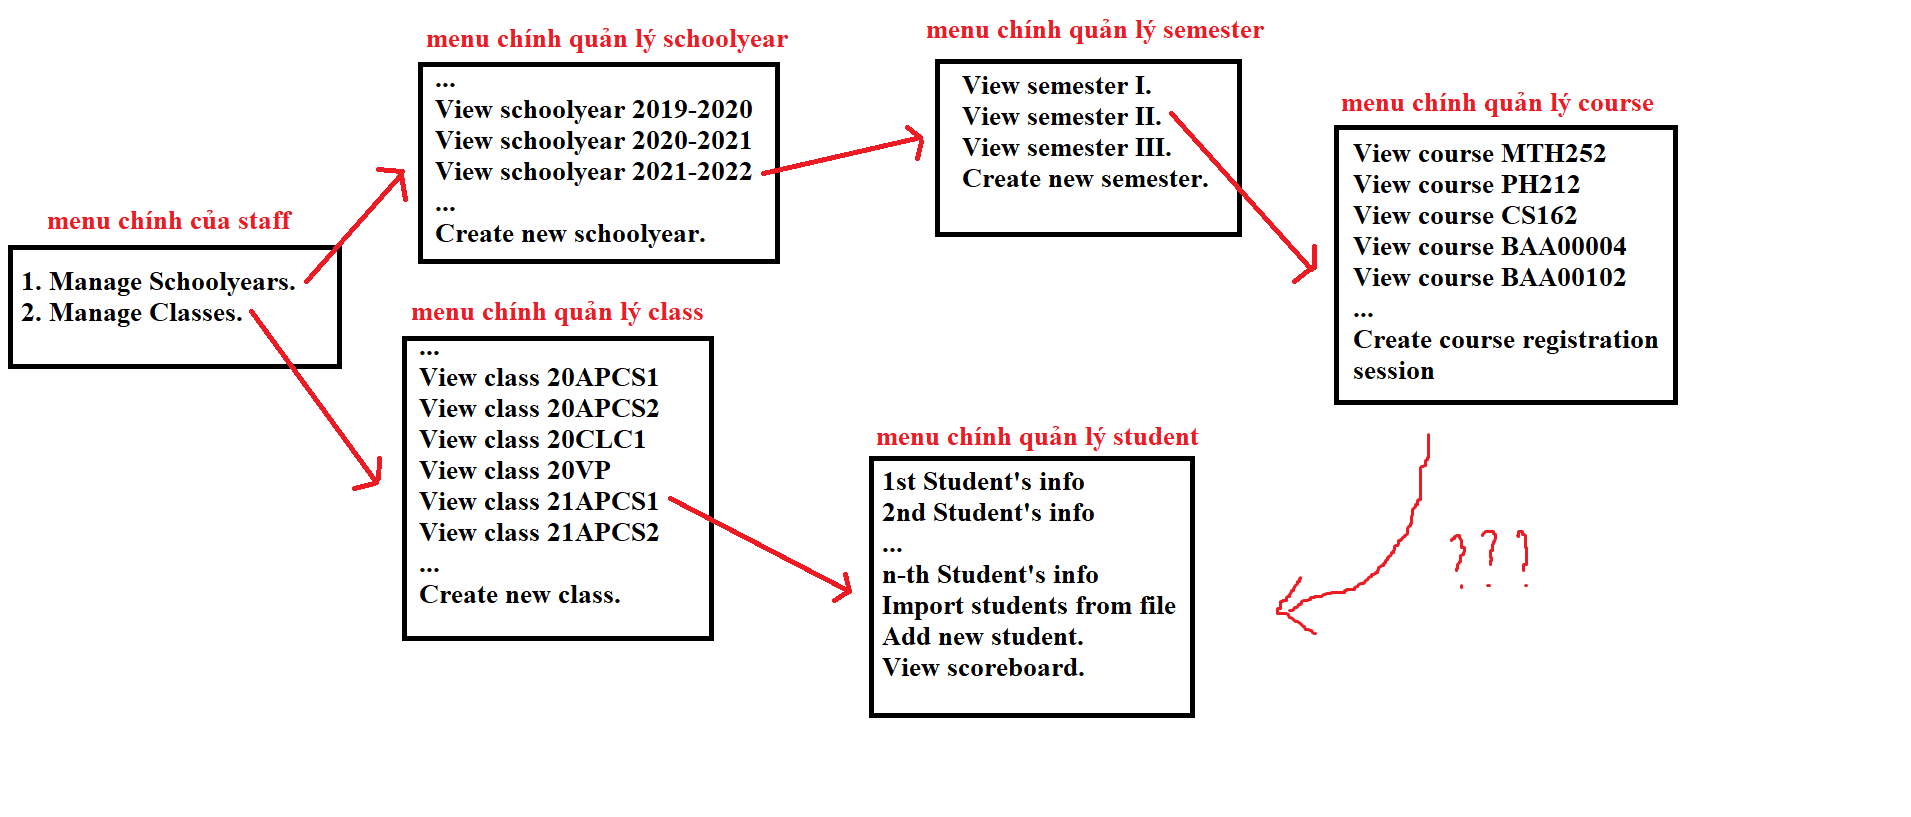 menu chính của staff
1. Manage Schoolyears.
2. Manage Classes.
menu chính quản lý schoolyear
...
View schoolyear 2019-2020
View schoolyear 2020-2021
View schoolyear 2021-2022
...
Create new schoolyear.
menu chính quản lý semester
View semester I.
View semester II.
View semester III.
Create new semester.
menu chính quản lý course
View course MTH252
View course PH212
View course CS162
View course BAA00004
View course BAA00102
...
Create course registration
session
menu chính quản lý class
...
View class 20APCS1
View class 20APCS2
View class 20CLC1
View class 20VP
View class 21APCS1
View class 21APCS2
...
Create new class.
menu chính quản lý student
1st Student's info
2nd Student's info
...
n-th Student's info
Import students from file
Add new student.
View scoreboard.
???